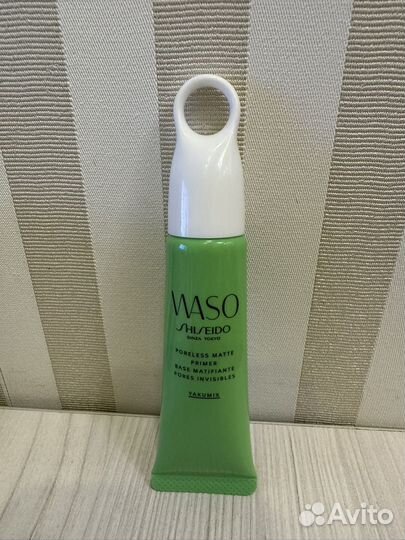 WASO
SHISEIDO
GINZA TOKYO
PORELESS MATTE
PRIMER
BASE MATIFIANTE
PORES INVISIBLES
YAKUMIX
Avito